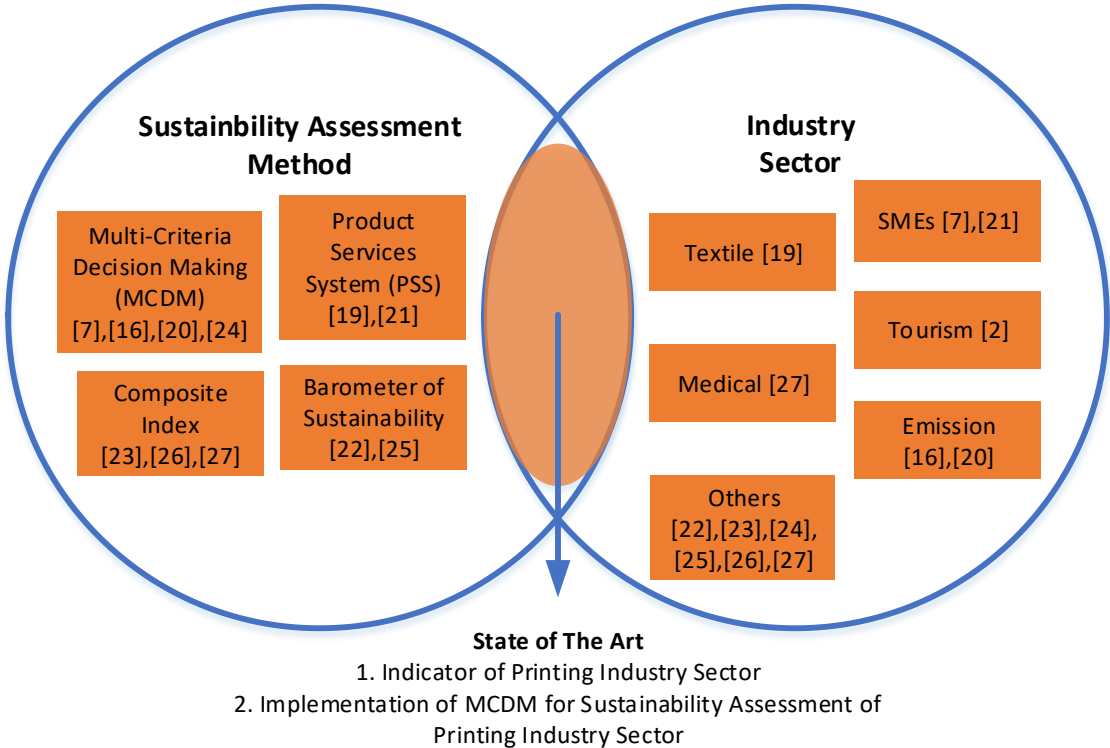 Sustainbility Assessment
Method
Multi-Criteria
Decision Making
(MCDM)
[7],[16],[20],[24]
Product
Services
System (PSS)
[19],[21]
Composite
Index
[23],[26],[27]
Barometer of
Sustainability
[22],[25]
Industry
Sector
Textile [19]
SMEs [7],[21]
Tourism [2]
Medical [27]
Emission
[16],[20]
Others
[22],[23],[24],
[25],[26],[27]
State of The Art
1. Indicator of Printing Industry Sector
2. Implementation of MCDM for Sustainability Assessment of
Printing Industry Sector